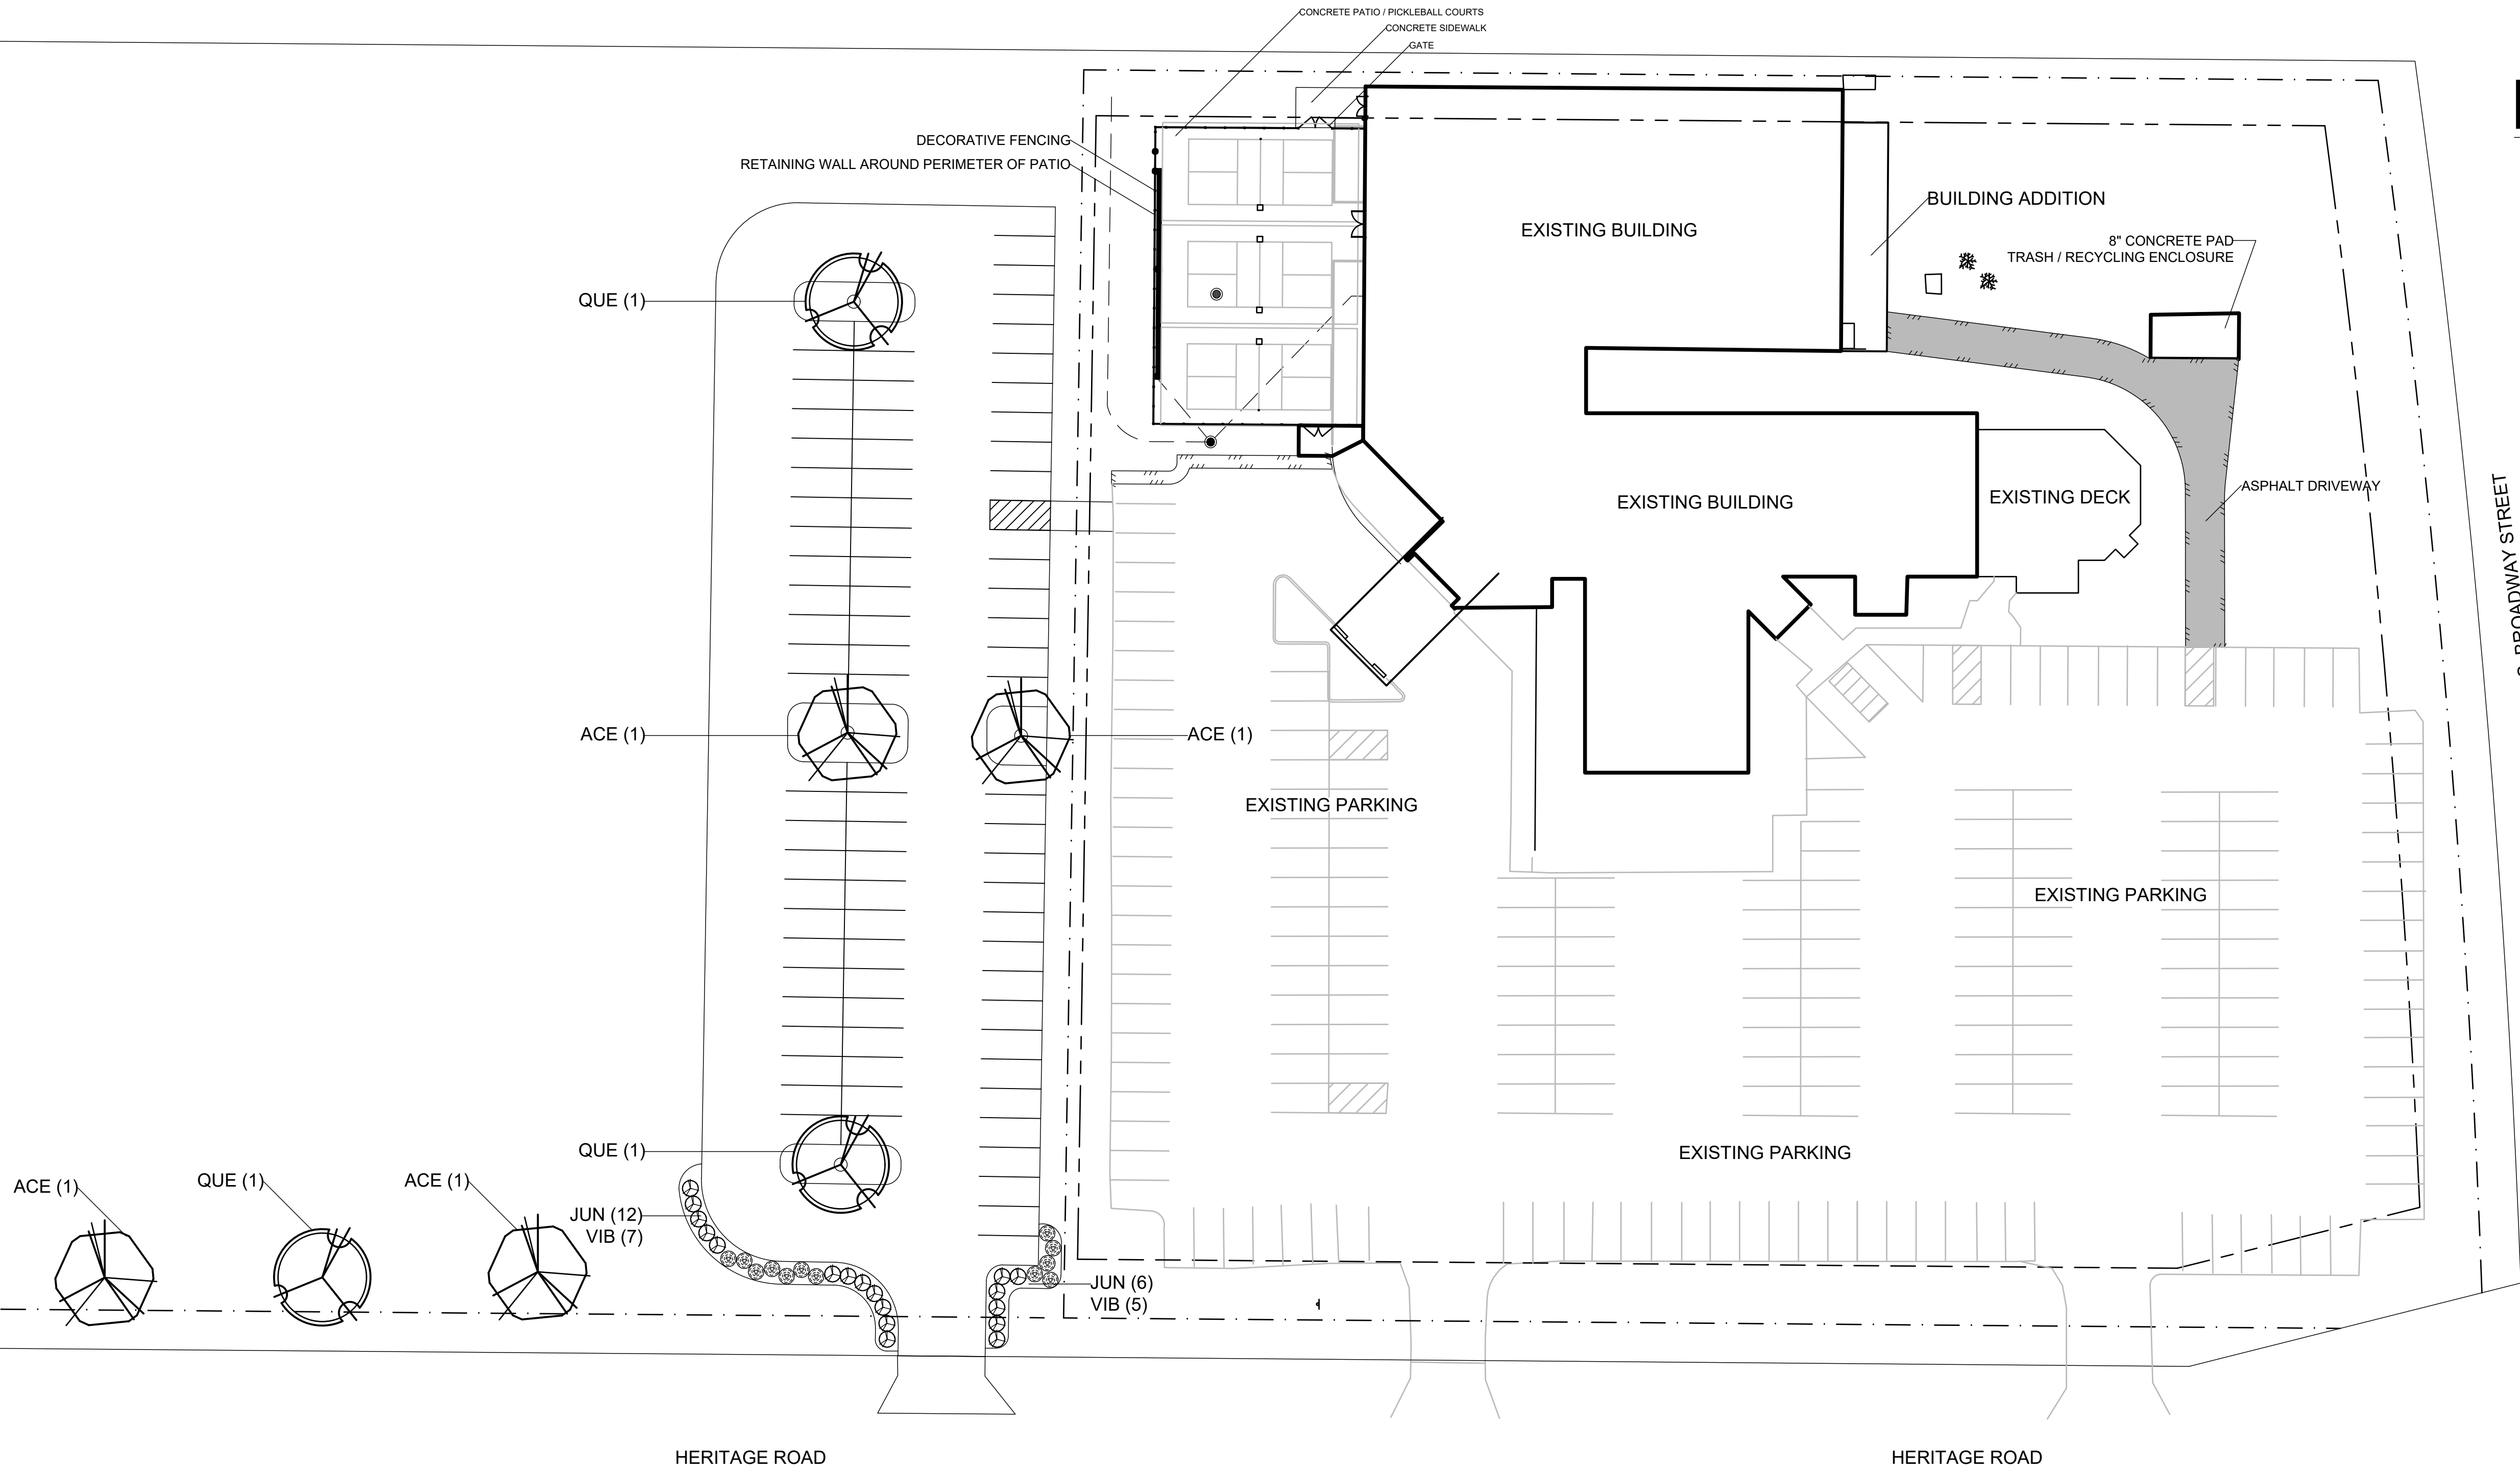 CONCRETE PATIO / PICKLEBALL COURTS
CONCRETE SIDEWALK
GATE
DECORATIVE FENCING
RETAINING WALL AROUND PERIMETER OF PATIO
BUILDING ADDITION
EXISTING BUILDING
8" CONCRETE PAD
TRASH / RECYCLING ENCLOSURE
QUE (1)
ASPHALT DRIVEWAY
EXISTING DECK
EXISTING BUILDING
BROADWAY STREET
ACE (1)
ACE (1)
EXISTING PARKING
EXISTING PARKING
QUE (1)
EXISTING PARKING
ACE (1)
QUE (1)
ACE (1)
JUN (12)
VIB (7)
JUN (6)
VIB (5)
HERITAGE ROAD
HERITAGE ROAD